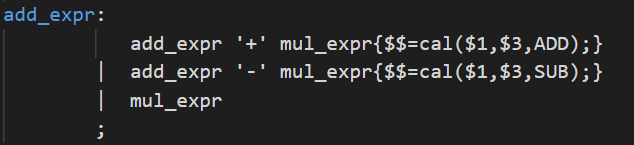 add_expr:
add_expr '+' mul_expr{$$=cal($1,$3,ADD);}
| add_expr '-' mul_expr{$$=cal($1,$3,SUB);}
| mul_expr
;